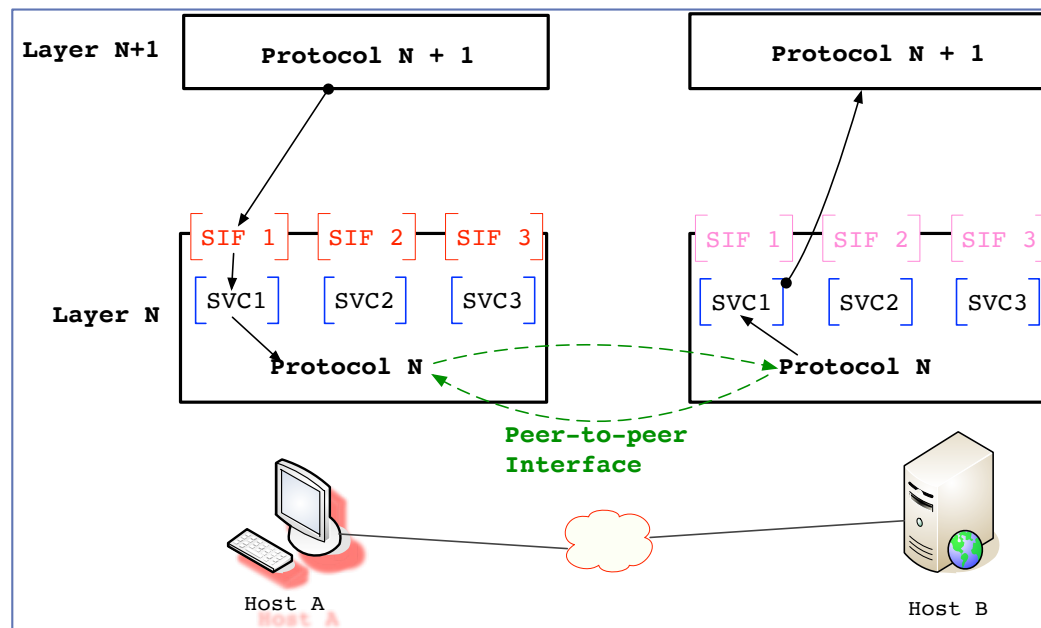 Layer N+1
Protocol N + 1
Protocol N + 1
SIF 1
SIF 2
SIF 3
SIF 1
SIF 2
SIF 3
Layer N
SVC1
SVC2
SVC3
SVC1
SVC2
SVC3
Protocol N
Protocol N
Peer-to-peer
Interface
Host A
Host A
Host B